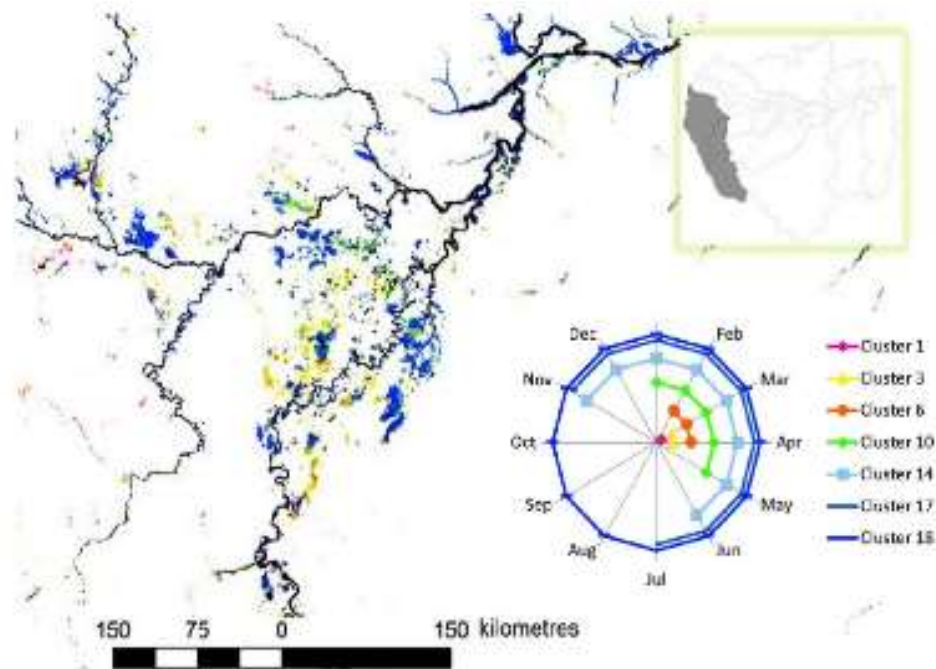 Dec
Feb
Nov
Mar
Oct
Apr
Sep
May
Aug
Jun
Jul
Cluster 1
Cluster 3
Cluster 6
Cluster 10
Cluster 14
Cluster 17
Cluster 18
150 75 0 150 kilometres